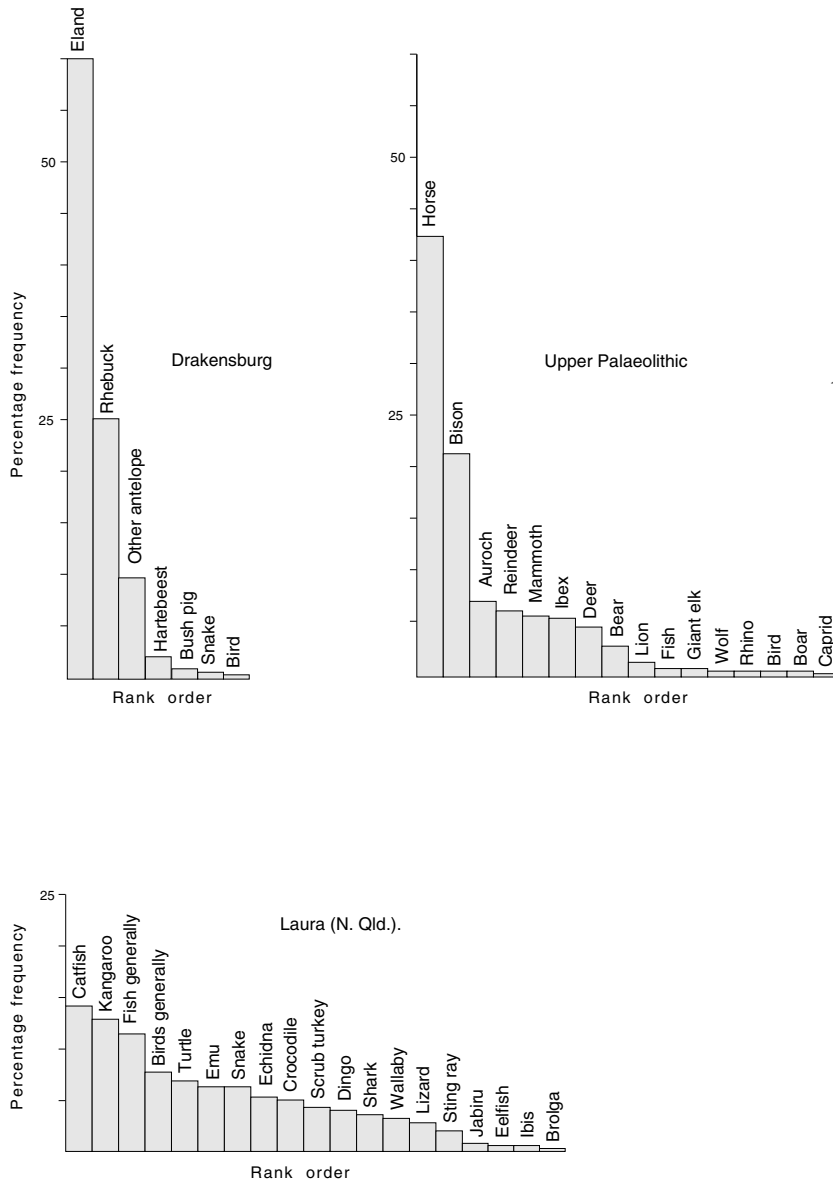 Eland
50
Rhebuck
25
Other antelope
Hartebeest
Bush pig
Snake
Bird
Percentage frequency
Drakensburg
Rank order
50
Horse
25
Bison
Auroch
Reindeer
Mammoth
Ibex
Deer
Bear
Lion
Fish
Giant elk
Wolf
Rhino
Bird
Boar
Caprid
Upper Palaeolithic
Rank order
25
Percentage frequency
Laura (N. Qld.).
Catfish
Kangaroo
Fish generally
Birds generally
Turtle
Emu
Snake
Echidna
Crocodile
Scrub turkey
Dingo
Shark
Wallaby
Lizard
Sting ray
Jabiru
Eelfish
Ibis
Brolga
Rank order